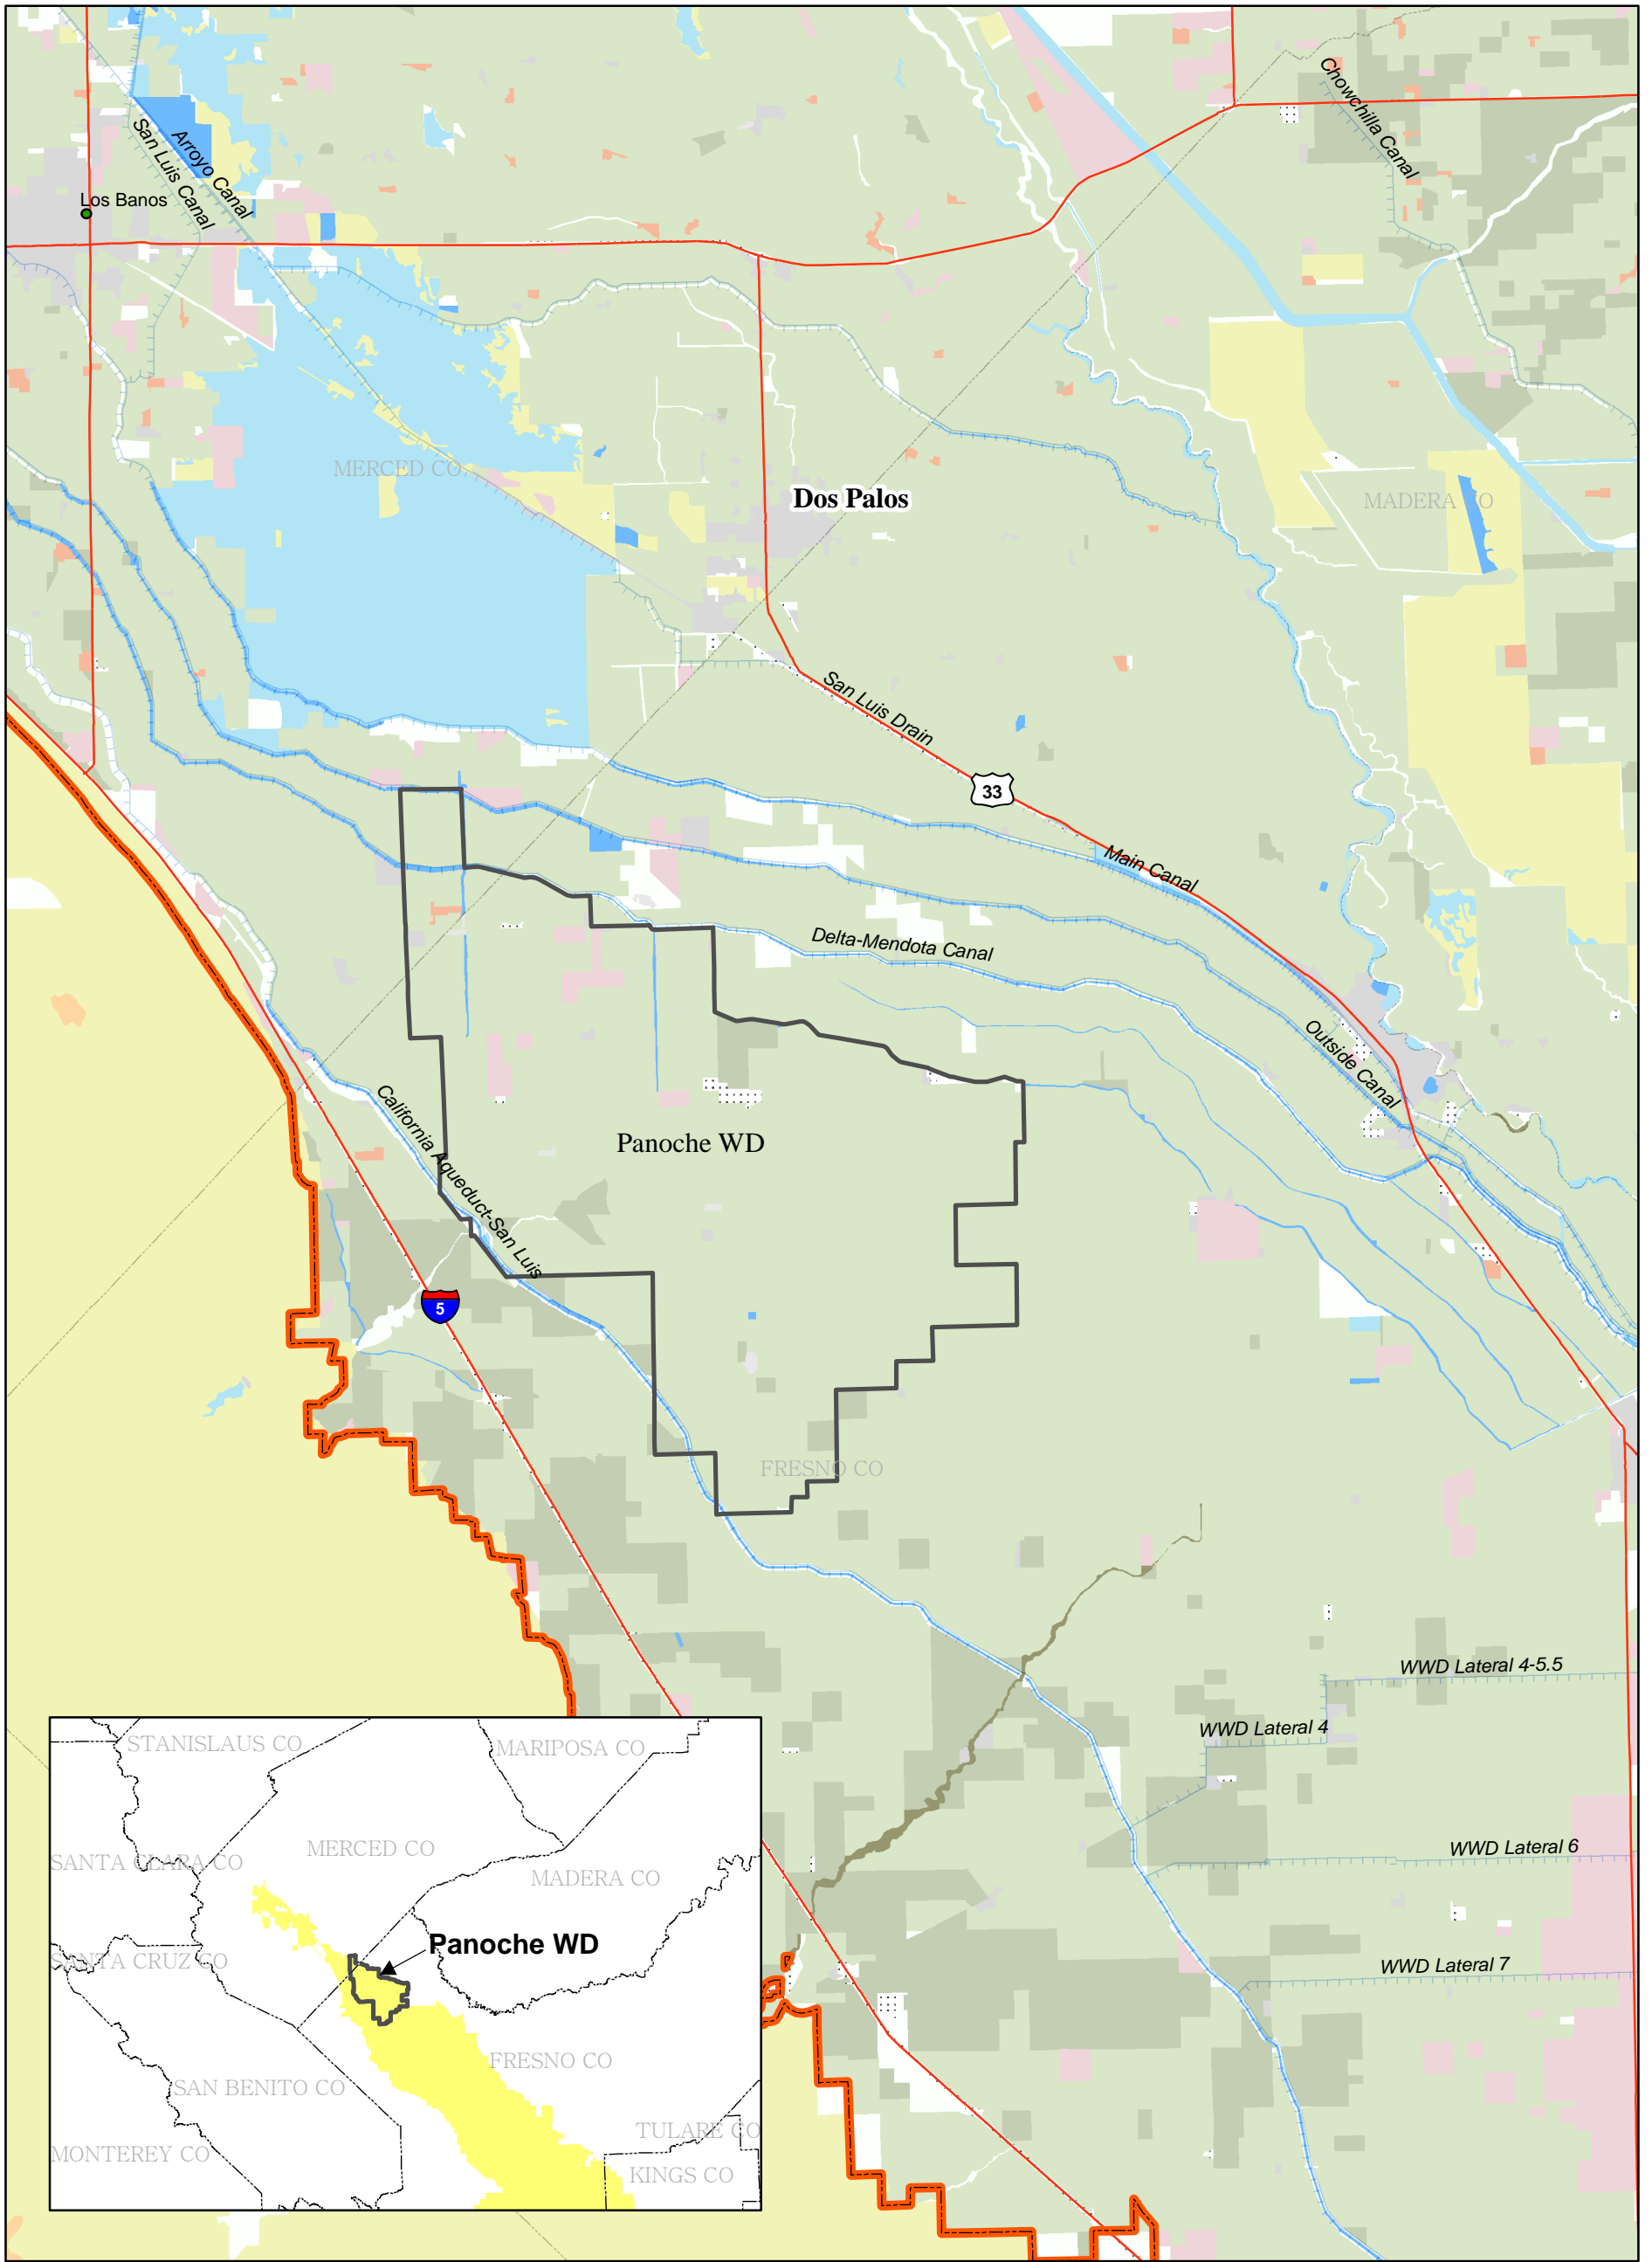 Chowchilla Canal
Arroyo Canal
San Luis Canal
Los Banos
MERCED CO
Dos Palos
MADERA CO
San Luis Drain
33
Main Canal
Delta-Mendota Canal
Outside Canal
California Aqueduct-San Luis
Panoche WD
5
FRESNO CO
WWD Lateral 4-5.5
WWD Lateral 4
WWD Lateral 6
WWD Lateral 7
STANISLAUS CO
MARIPOSA CO
MERCED CO
SANTA CLARA CO
MADERA CO
Panoche WD
SANTA CRUZ CO
FRESNO CO
SAN BENITO CO
TULARE CO
MONTEREY CO
KINGS CO